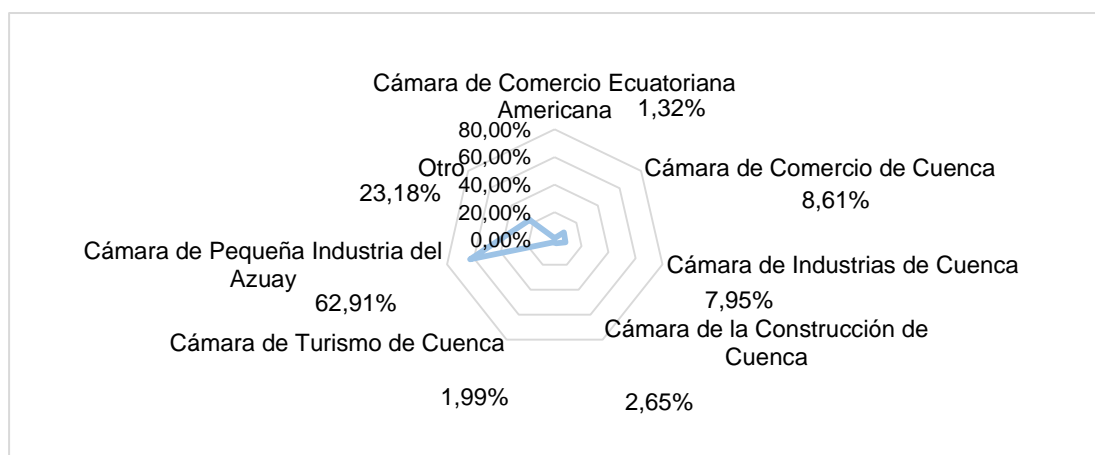 Cámara de Comercio Ecuatoriana
Americana
1,32%
80,00%
60,00%
40,00%
20,00%
0,00%
Cámara de Comercio de Cuenca
8,61%
Cámara de Industrias de Cuenca
7,95%
Cámara de la Construcción de
Cuenca
2,65%
Cámara de Turismo de Cuenca
1,99%
Cámara de Pequeña Industria del
Azuay
62,91%
Otro
23,18%